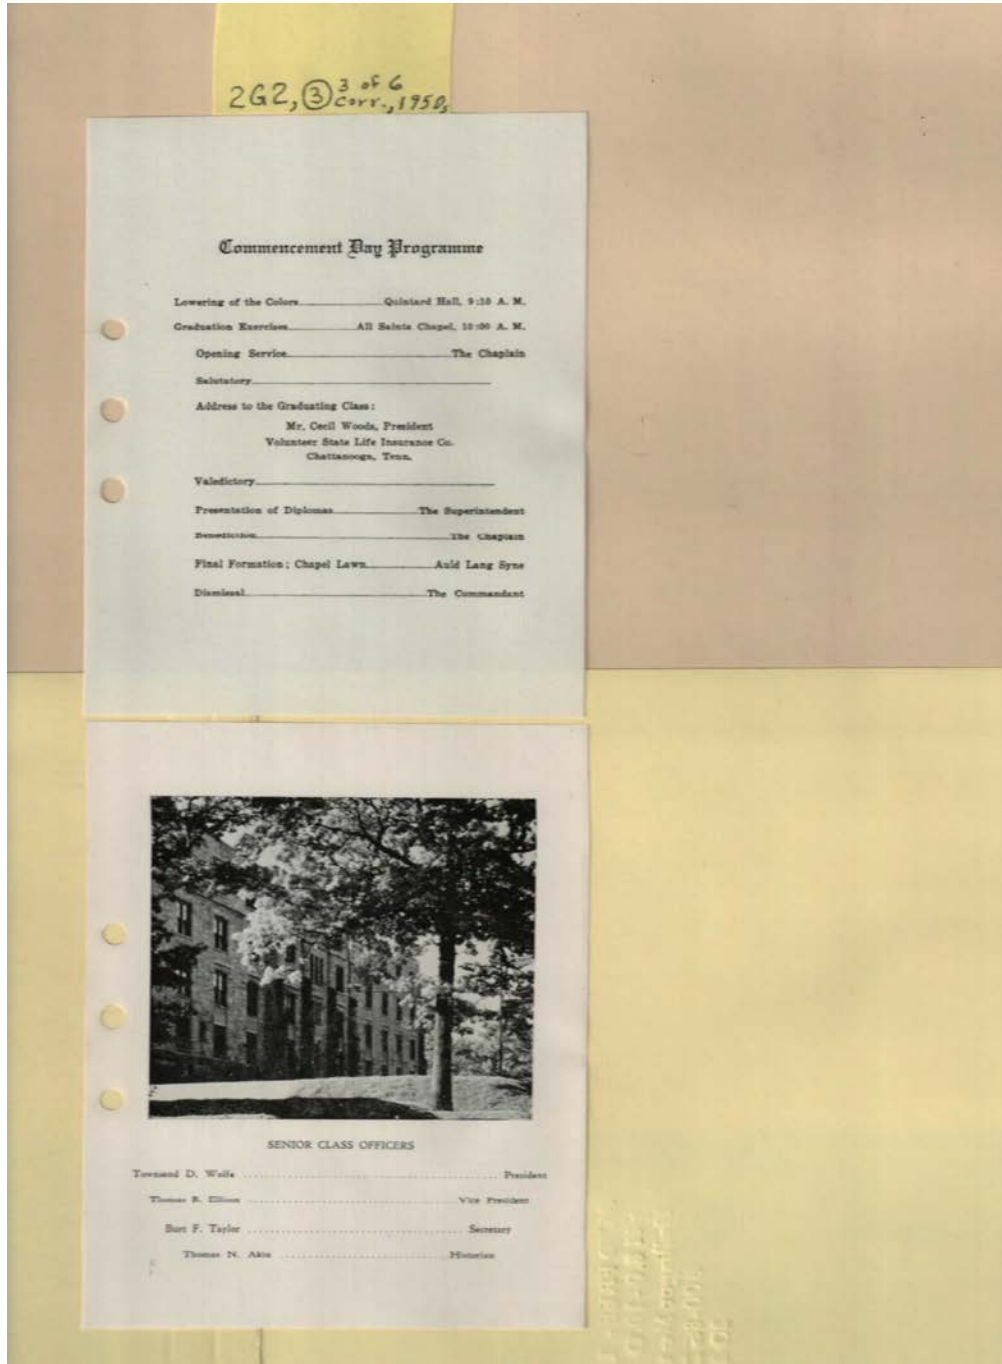 2G2, ③ 3 of 6
Corr., 1950,
Commencement Day Programme
Lowering of the Colors Quintard Hall, 9:10 A. M.
Graduation Exercises All Saints Chapel, 10:00 A. M.
Opening Service The Chaplain
Salutatory
Address to the Graduating Class:
Mr. Cecil Woods, President
Volunteer State Life Insurance Co.
Chattanooga, Tenn.
Valedictory
Presentation of Diplomas The Superintendent
Benediction The Chaplain
Final Formation; Chapel Lawn Auld Lang Syne
Dismissal The Commandant
SENIOR CLASS OFFICERS
Townsend D. Wolfe President
Thomas R. Vice President
Burt F. Taylor Secretary
Thomas N. Akin Historian